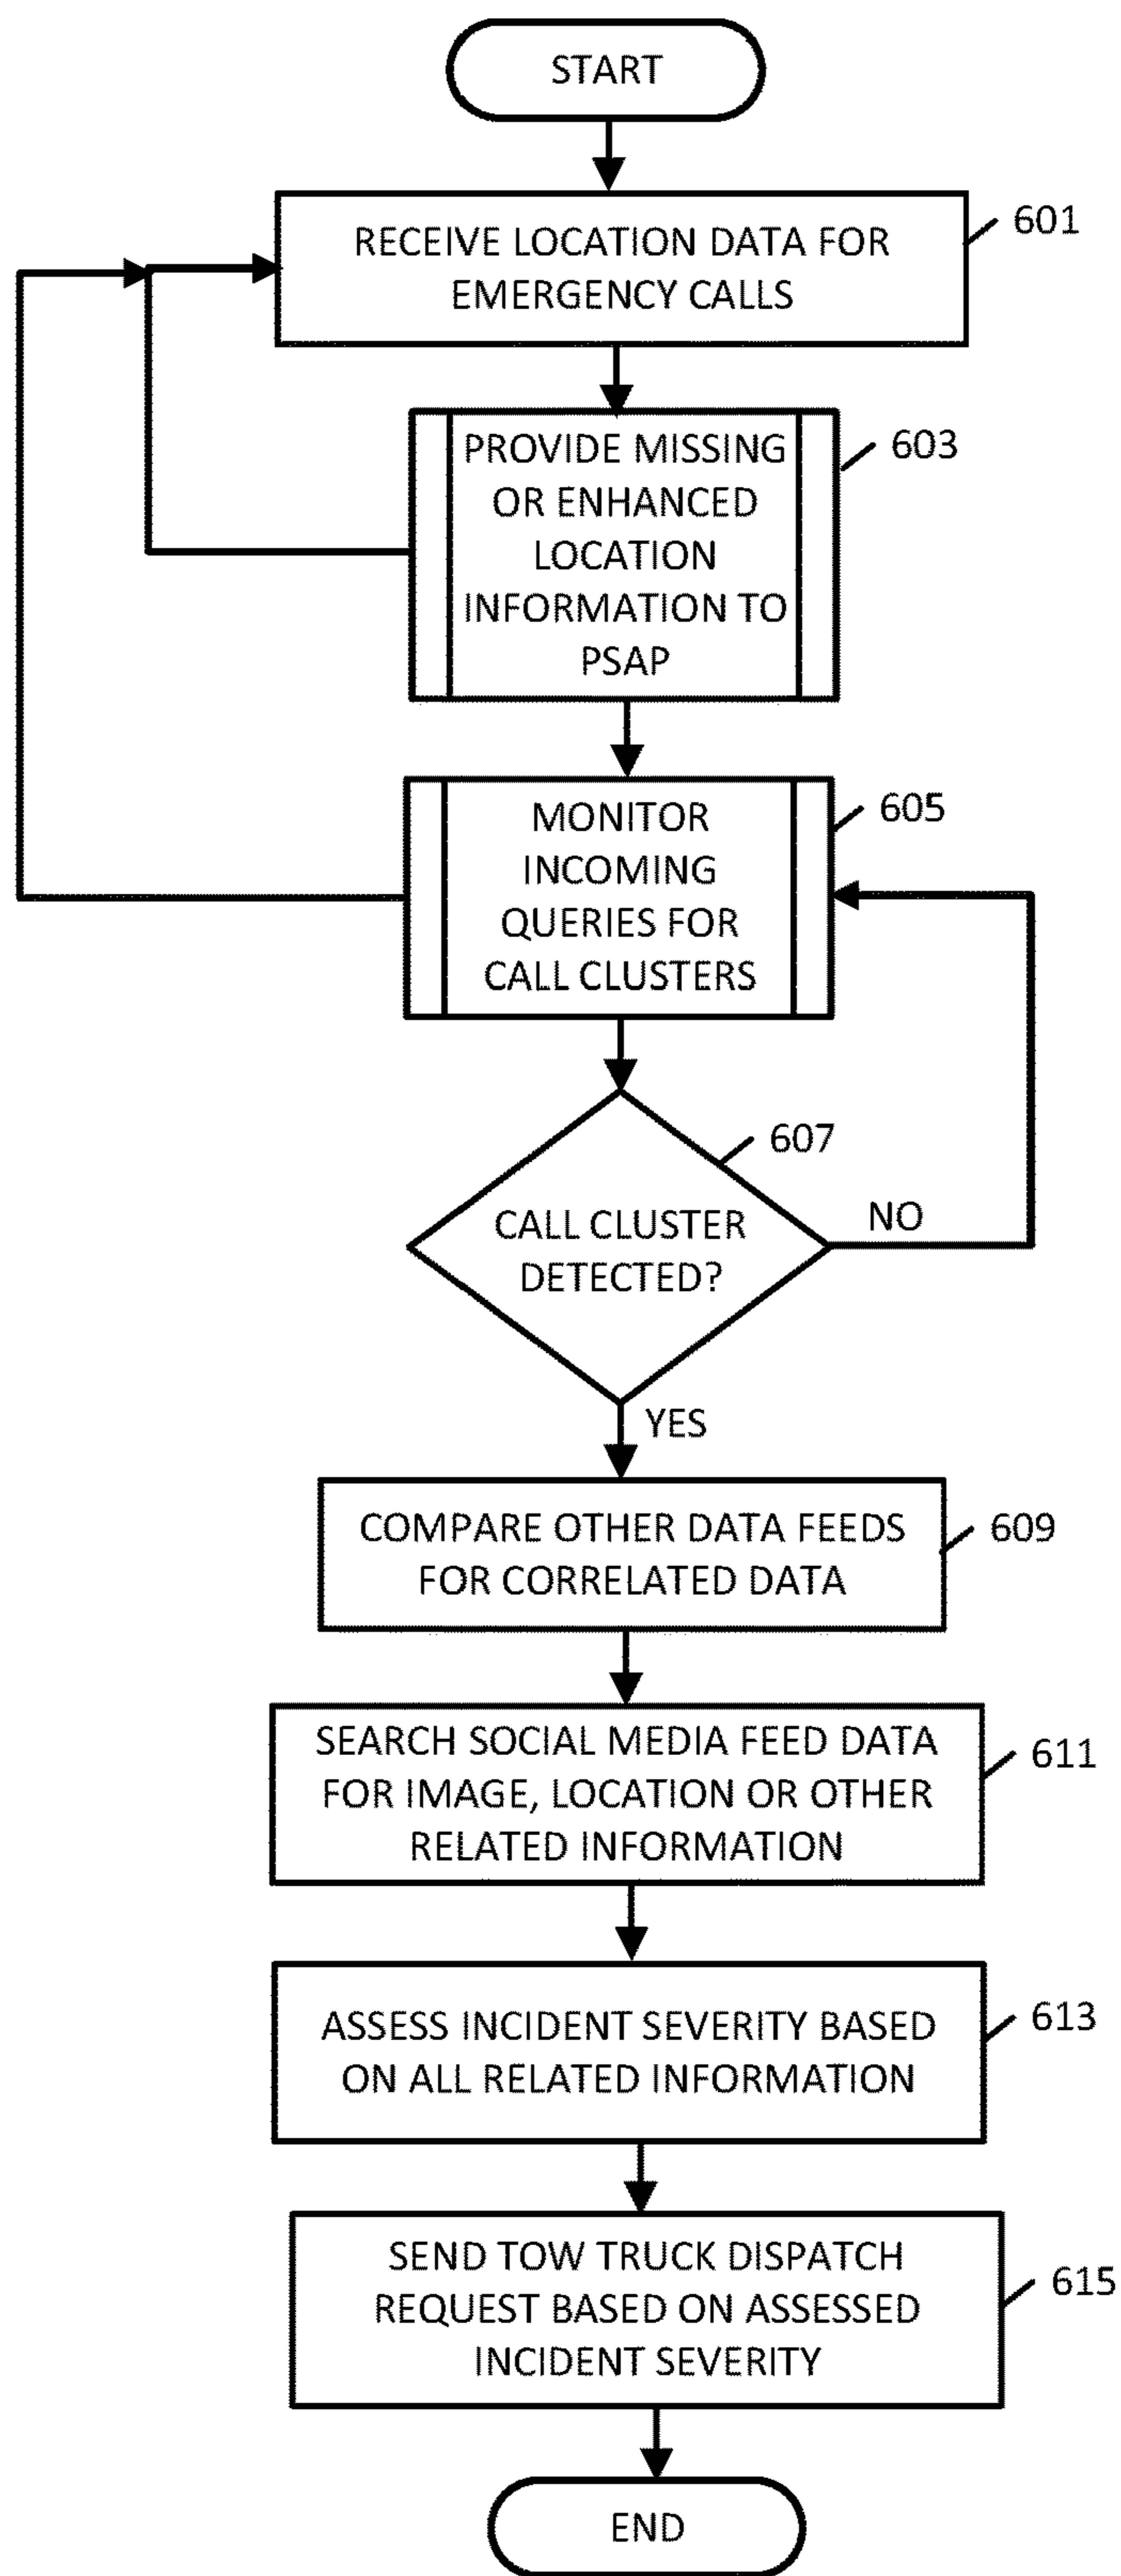 START
RECEIVE LOCATION DATA FOR
EMERGENCY CALLS
601
PROVIDE MISSING
OR ENHANCED
LOCATION
INFORMATION TO
PSAP
603
MONITOR
INCOMING
QUERIES FOR
CALL CLUSTERS
605
607
CALL CLUSTER
DETECTED?
NO
YES
COMPARE OTHER DATA FEEDS
FOR CORRELATED DATA
609
SEARCH SOCIAL MEDIA FEED DATA
FOR IMAGE, LOCATION OR OTHER
RELATED INFORMATION
611
ASSESS INCIDENT SEVERITY BASED
ON ALL RELATED INFORMATION
613
SEND TOW TRUCK DISPATCH
REQUEST BASED ON ASSESSED
INCIDENT SEVERITY
615
END